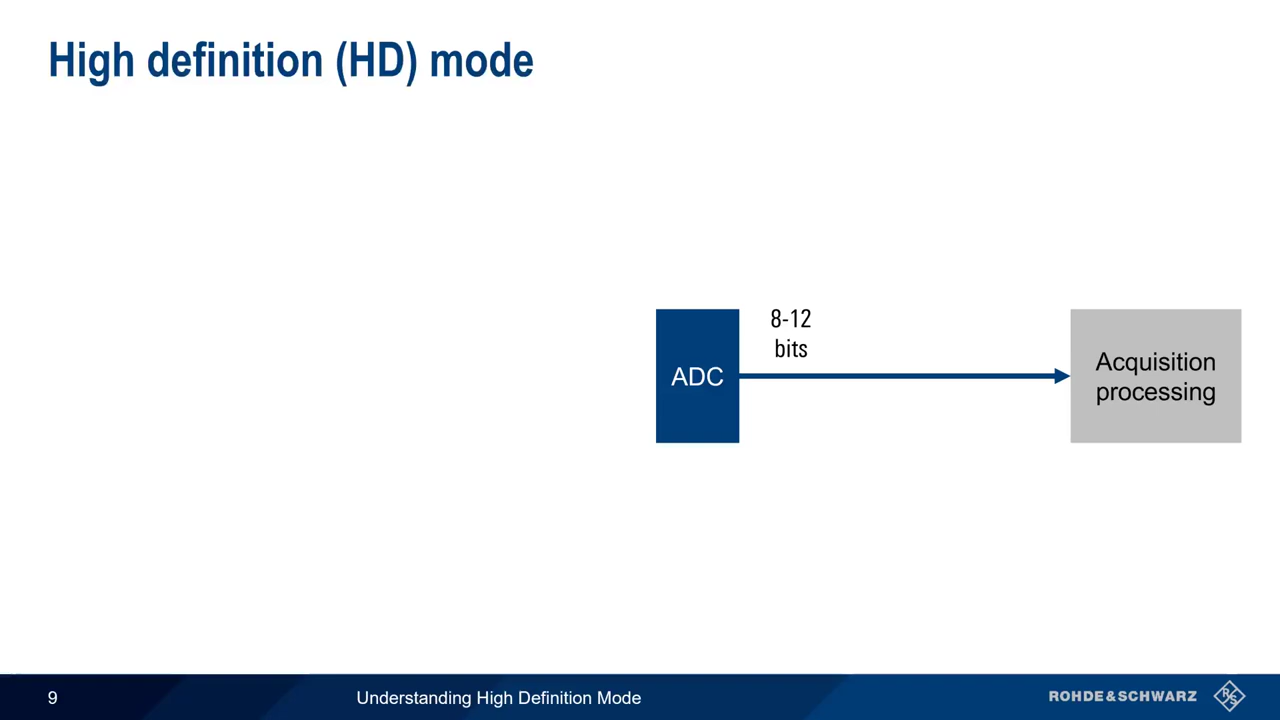 High definition (HD) mode
8-12
bits
ADC
Acquisition
processing
9
Understanding High Definition Mode
ROHDE & SCHWARZ
R
S